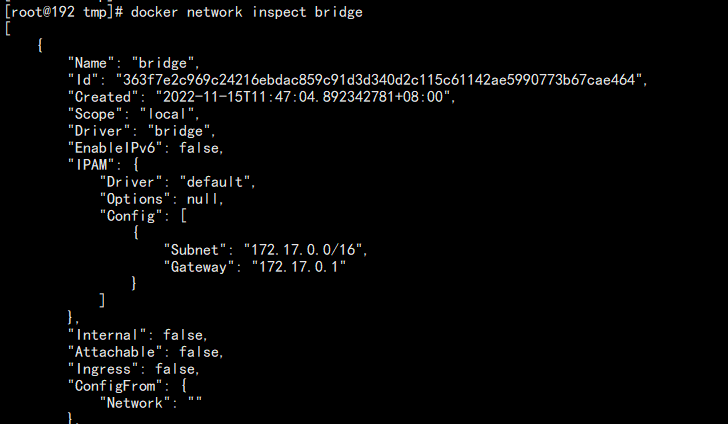 [root@192 tmp]# docker network inspect bridge
[
    {
        "Name": "bridge",
        "Id": "363f7e2c969c24216ebdac859c91d3d340d2c115c61142ae5990773b67cae464",
        "Created": "2022-11-15T11:47:04.892342781+08:00",
        "Scope": "local",
        "Driver": "bridge",
        "EnableIPv6": false,
        "IPAM": {
            "Driver": "default",
            "Options": null,
            "Config": [
                {
                    "Subnet": "172.17.0.0/16",
                    "Gateway": "172.17.0.1"
                }
            ]
        },
        "Internal": false,
        "Attachable": false,
        "Ingress": false,
        "ConfigFrom": {
            "Network": ""
        },